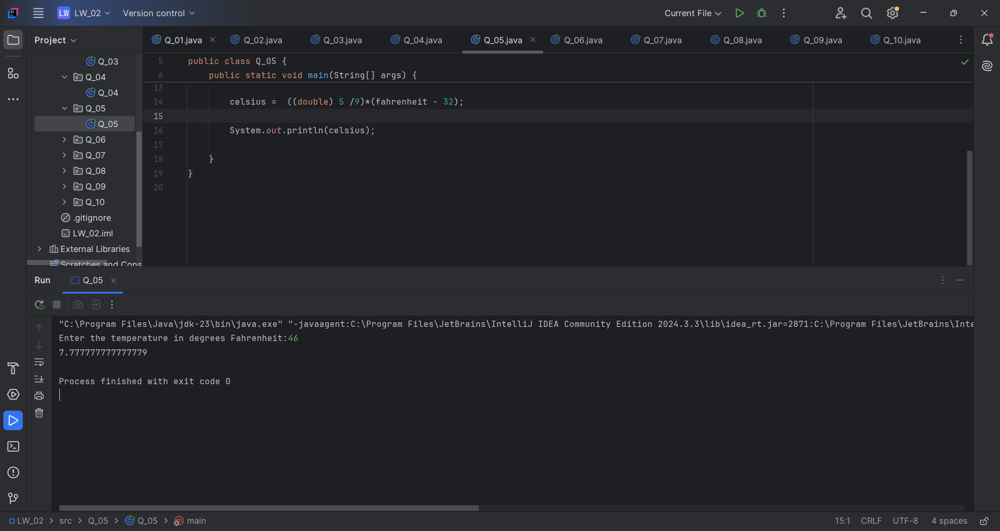 LW LW_02 Version control Current File
Project
Q_01.java Q_02.java Q_03.java Q_04.java Q_05.java Q_06.java Q_07.java Q_08.java Q_09.java Q_10.java
Q_03
Q_04
Q_04
Q_05
Q_05
Q_06
Q_07
Q_08
Q_09
Q_10
.gitignore
LW_02.iml
External Libraries
Scratches and Cons
5 public class Q_05 {
6 public static void main(String[] args) {
13
14 celsius =  ((double) 5 /9)*(fahrenheit - 32);
15
16 System.out.println(celsius);
17
18 }
19 }
20
Run Q_05
"C:\Program Files\Java\jdk-23\bin\java.exe" "-javaagent:C:\Program Files\JetBrains\IntelliJ IDEA Community Edition 2024.3.3\lib\idea_rt.jar=2871:C:\Program Files\JetBrains\Inte
Enter the temperature in degrees Fahrenheit:46
7.777777777777779
Process finished with exit code 0
LW_02 > src > Q_05 > Q_05 > main 15:1 CRLF UTF-8 4 spaces